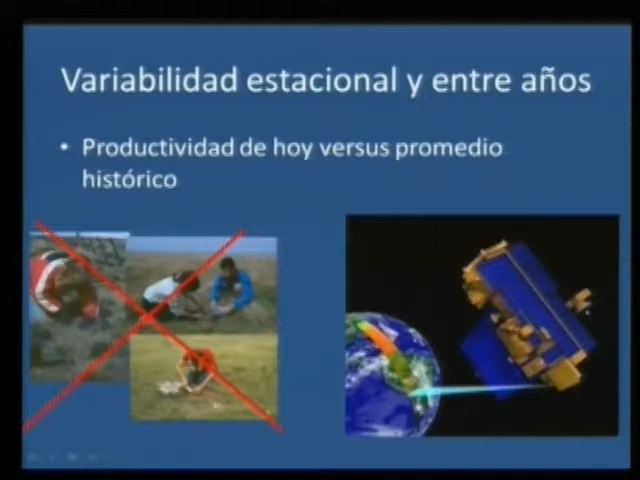 Variabilidad estacional y entre años
• Productividad de hoy versus promedio
histórico